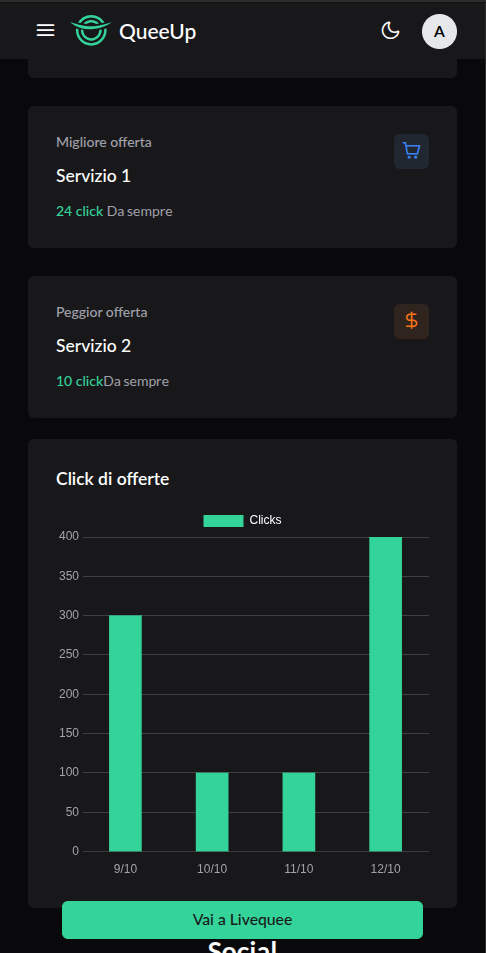 QueeUp
A
Migliore offerta
Servizio 1
24 click Da sempre
Peggior offerta
$
Servizio 2
10 clickDa sempre
Click di offerte
Clicks
400
350
300
250
200
150
100
50
0
9/10 10/10 11/10 12/10
Vai a Livequee
Social